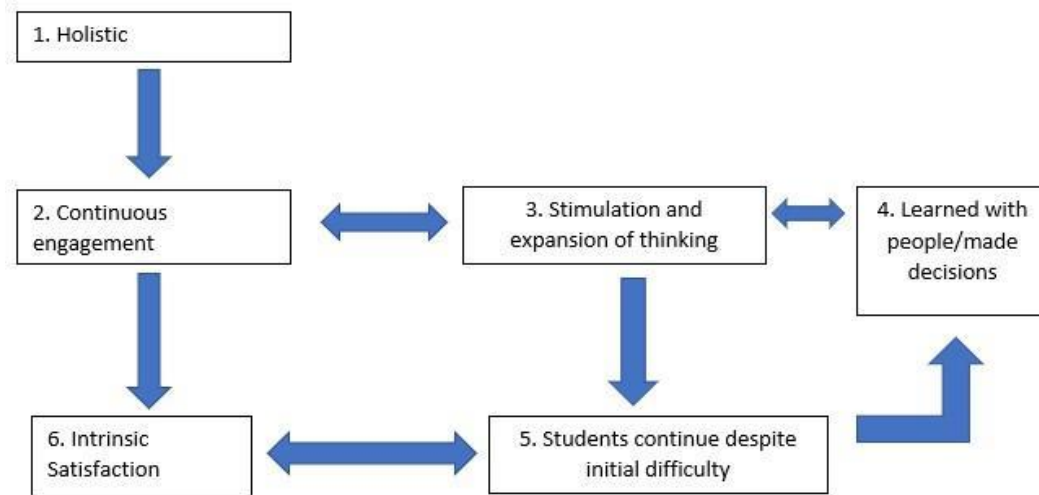 1. Holistic
2. Continuous
engagement
3. Stimulation and
expansion of thinking
4. Learned with
people/made
decisions
6. Intrinsic
Satisfaction
5. Students continue despite
initial difficulty